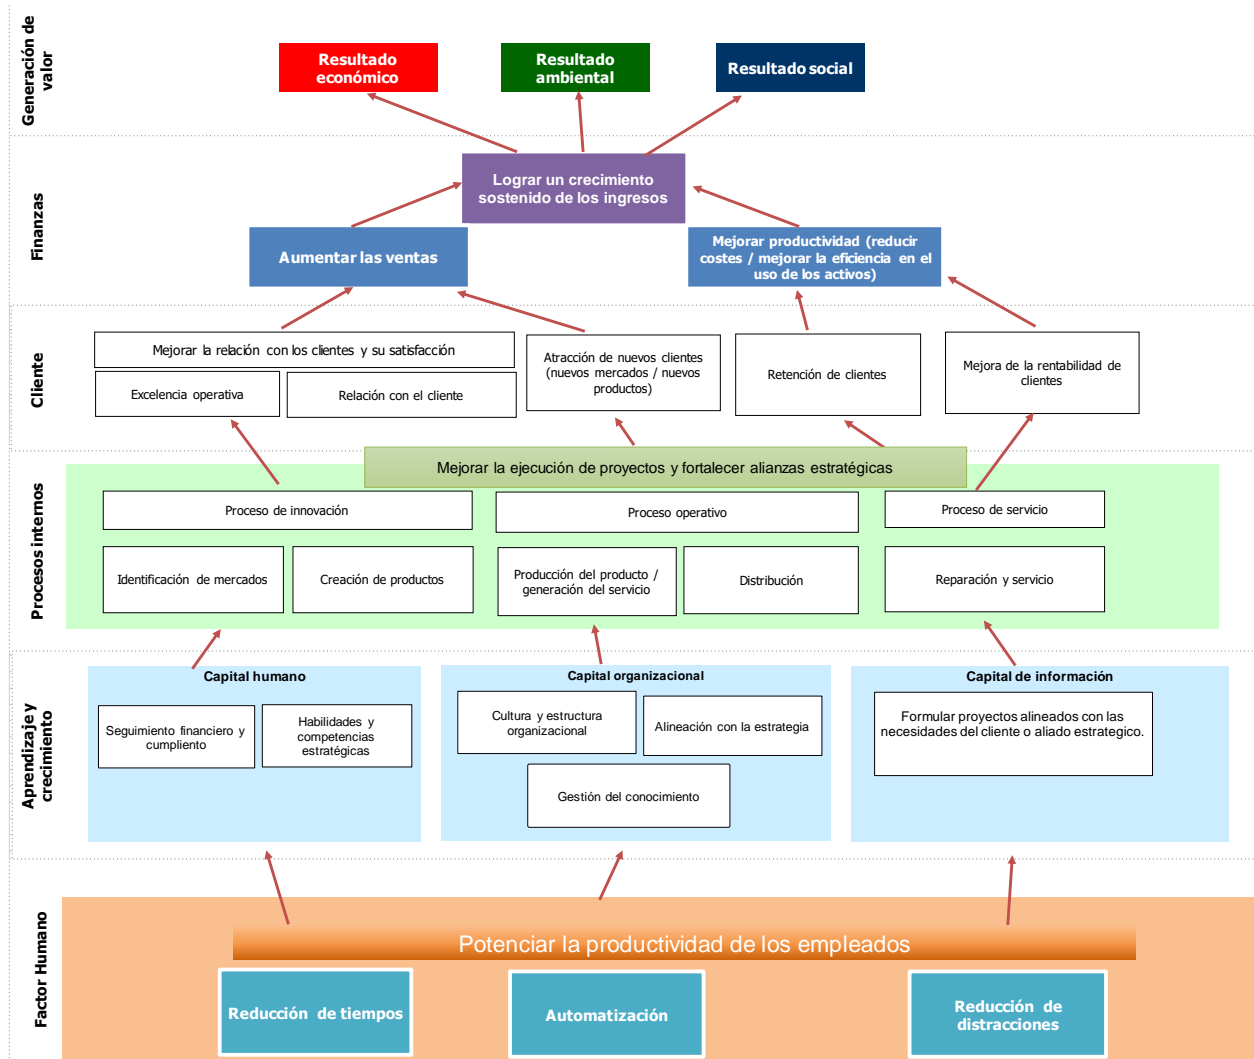 Generación de
valor
Resultado
económico
Resultado
ambiental
Resultado social
Finanzas
Lograr un crecimiento
sostenido de los ingresos
Aumentar las ventas
Mejorar productividad (reducir
costes / mejorar la eficiencia en el
uso de los activos)
Cliente
Mejorar la relación con los clientes y su satisfacción
Excelencia operativa
Relación con el cliente
Atracción de nuevos clientes
(nuevos mercados / nuevos
productos)
Retención de clientes
Mejora de la rentabilidad de
clientes
Procesos internos
Mejorar la ejecución de proyectos y fortalecer alianzas estratégicas
Proceso de innovación
Proceso operativo
Proceso de servicio
Identificación de mercados
Creación de productos
Producción del producto /
generación del servicio
Distribución
Reparación y servicio
Aprendizaje y
crecimiento
Capital humano
Seguimiento financiero y
cumpliento
Habilidades y
competencias
estratégicas
Capital organizacional
Cultura y estructura
organizacional
Alineación con la estrategia
Gestión del conocimiento
Capital de información
Formular proyectos alineados con las
necesidades del cliente o aliado estrategico.
Factor Humano
Potenciar la productividad de los empleados
Reducción de tiempos
Automatización
Reducción de
distracciones